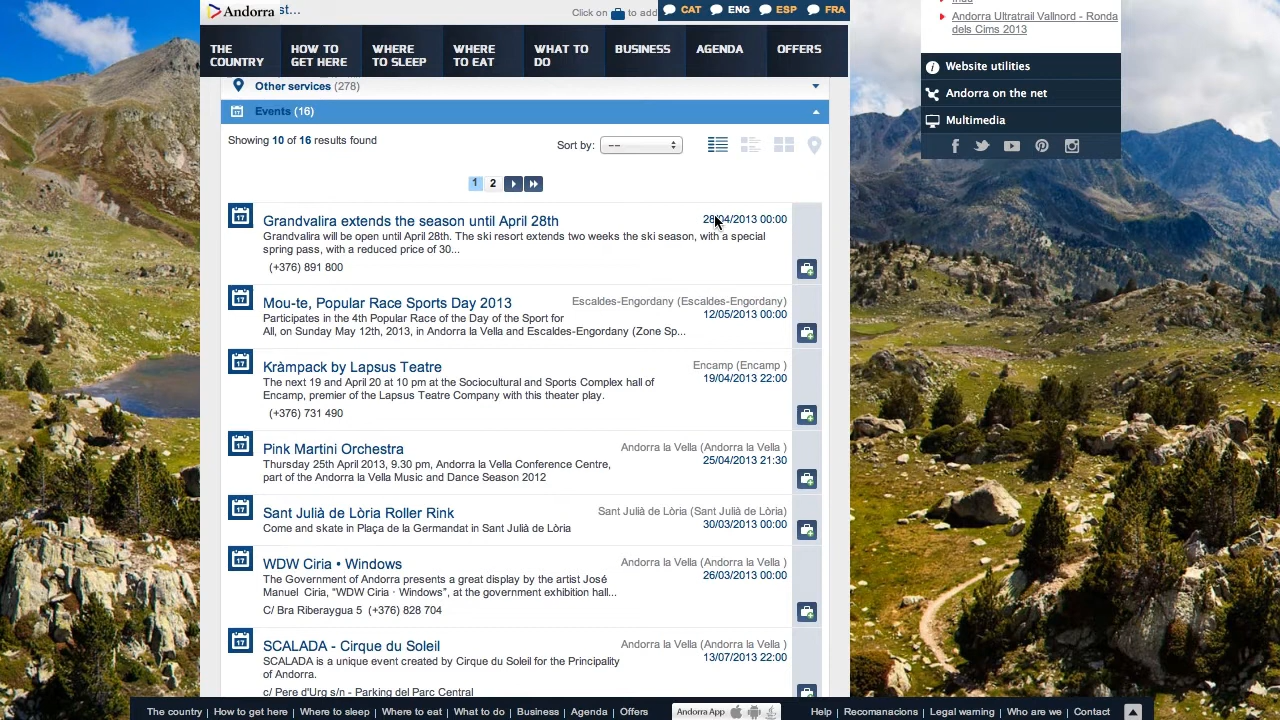 Andorra
st...
Click on to add
CAT ENG ESP FRA
THE COUNTRY
HOW TO GET HERE
WHERE TO SLEEP
WHERE TO EAT
WHAT TO DO
BUSINESS
AGENDA
OFFERS
Andorra Ultratrail Vallnord - Ronda
dels Cims 2013
Website utilities
Andorra on the net
Multimedia
Other services (278)
Events (16)
Showing 10 of 16 results found
Sort by: --
1 2
Grandvalira extends the season until April 28th
28/04/2013 00:00
Grandvalira will be open until April 28th. The ski resort extends two weeks the ski season, with a special
spring pass, with a reduced price of 30...
(+376) 891 800
Mou-te, Popular Race Sports Day 2013
Escaldes-Engordany (Escaldes-Engordany)
12/05/2013 00:00
Participates in the 4th Popular Race of the Day of the Sport for
All, on Sunday May 12th, 2013, in Andorra la Vella and Escaldes-Engordany (Zone Sp...
Kràmpack by Lapsus Teatre
Encamp (Encamp )
19/04/2013 22:00
The next 19 and April 20 at 10 pm at the Sociocultural and Sports Complex hall of
Encamp, premier of the Lapsus Teatre Company with this theater play.
(+376) 731 490
Pink Martini Orchestra
Andorra la Vella (Andorra la Vella )
25/04/2013 21:30
Thursday 25th April 2013, 9.30 pm, Andorra la Vella Conference Centre,
part of the Andorra la Vella Music and Dance Season 2012
Sant Julià de Lòria Roller Rink
Sant Julià de Lòria (Sant Julià de Lòria)
30/03/2013 00:00
Come and skate in Plaça de la Germandat in Sant Julià de Lòria
WDW Ciria • Windows
Andorra la Vella (Andorra la Vella )
26/03/2013 00:00
The Government of Andorra presents a great display by the artist José
Manuel Ciria, "WDW Ciria · Windows", at the government exhibition hall...
C/ Bra Riberaygua 5 (+376) 828 704
SCALADA - Cirque du Soleil
Andorra la Vella (Andorra la Vella )
13/07/2013 22:00
SCALADA is a unique event created by Cirque du Soleil for the Principality
of Andorra.
c/ Pere d'Urg s/n - Parking del Parc Central
The country | How to get here | Where to sleep | Where to eat | What to do | Business | Agenda | Offers
Andorra App
Help | Recomanacions | Legal warning | Who are we | Contact